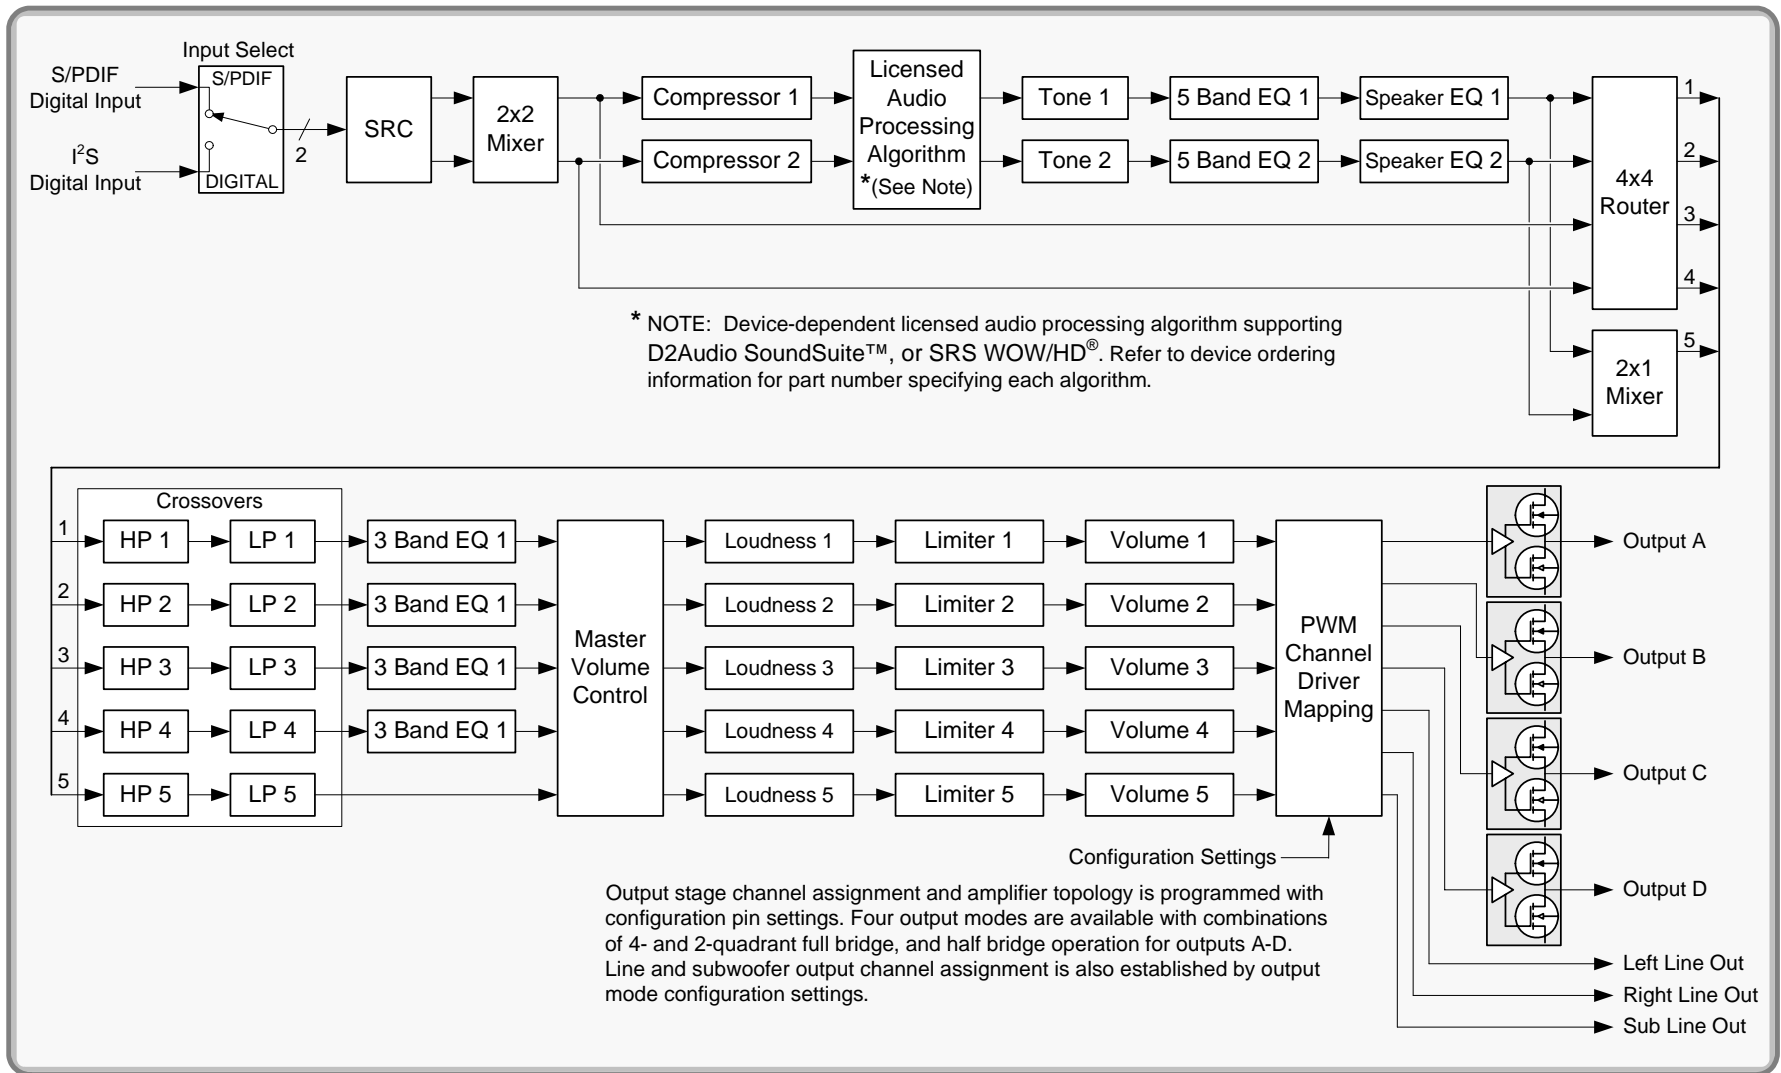 Input Select
S/PDIF
Digital Input
S/PDIF
I²S
Digital Input
DIGITAL
2
SRC
2x2
Mixer
Compressor 1
Compressor 2
Licensed
Audio
Processing
Algorithm
*(See Note)
Tone 1
Tone 2
5 Band EQ 1
5 Band EQ 2
Speaker EQ 1
Speaker EQ 2
4x4
Router
1
2
3
4
5
2x1
Mixer
* NOTE: Device-dependent licensed audio processing algorithm supporting
D2Audio SoundSuite™, or SRS WOW/HD®. Refer to device ordering
information for part number specifying each algorithm.
Crossovers
1
HP 1
LP 1
3 Band EQ 1
2
HP 2
LP 2
3 Band EQ 1
3
HP 3
LP 3
3 Band EQ 1
4
HP 4
LP 4
3 Band EQ 1
5
HP 5
LP 5
Master
Volume
Control
Loudness 1
Limiter 1
Volume 1
Loudness 2
Limiter 2
Volume 2
Loudness 3
Limiter 3
Volume 3
Loudness 4
Limiter 4
Volume 4
Loudness 5
Limiter 5
Volume 5
PWM
Channel
Driver
Mapping
Output A
Output B
Output C
Output D
Left Line Out
Right Line Out
Sub Line Out
Configuration Settings
Output stage channel assignment and amplifier topology is programmed with
configuration pin settings. Four output modes are available with combinations
of 4- and 2-quadrant full bridge, and half bridge operation for outputs A-D.
Line and subwoofer output channel assignment is also established by output
mode configuration settings.